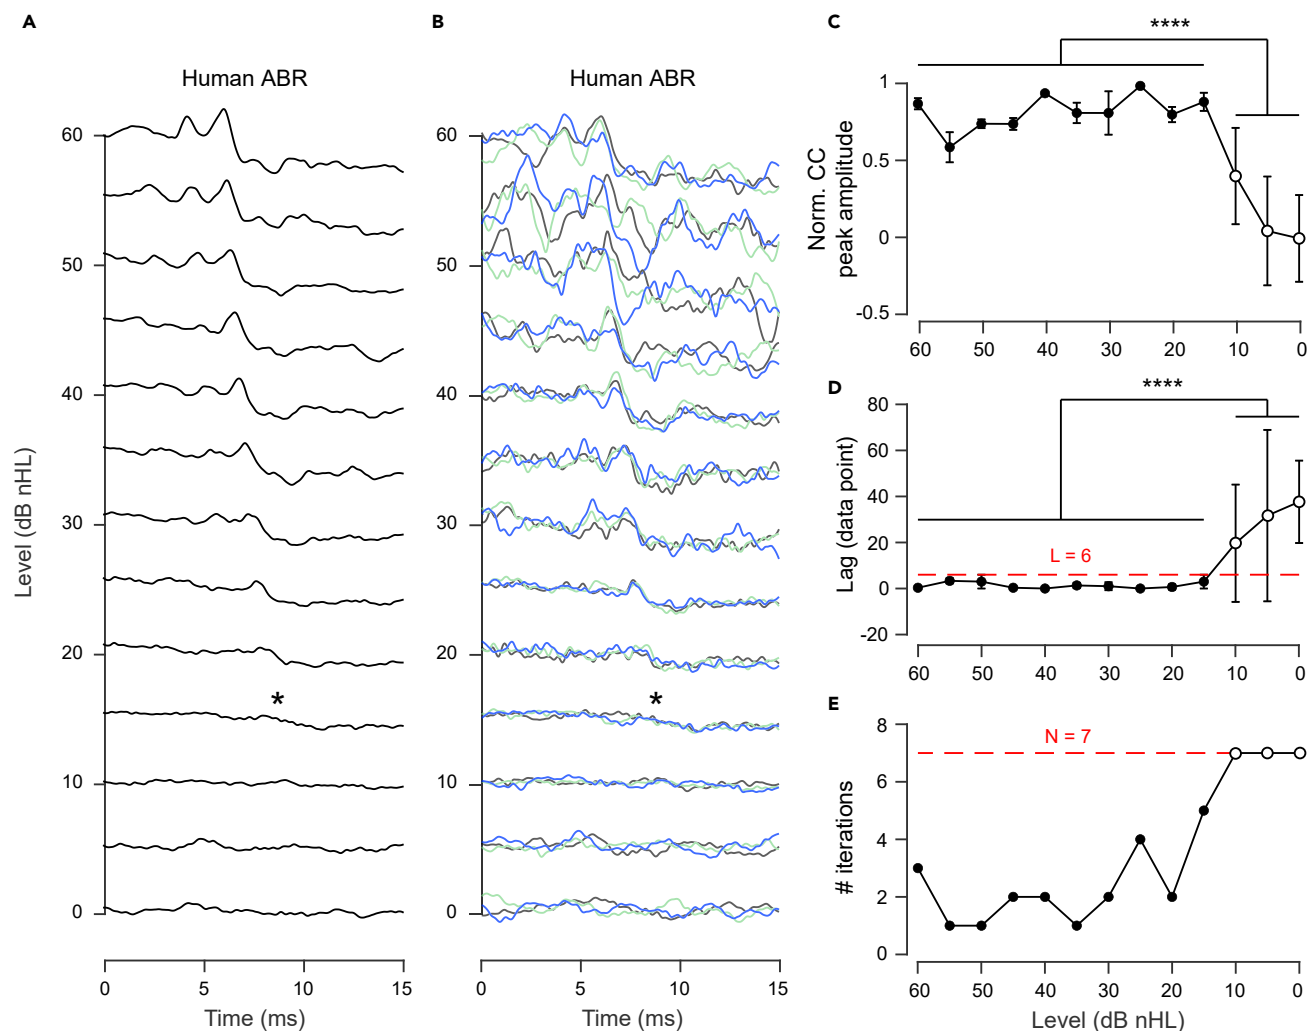 A
Human ABR
Level (dB nHL)
60
50
40
30
20
*
10
0
0 5 10 15
Time (ms)
B
Human ABR
60
50
40
30
20
*
10
0
0 5 10 15
Time (ms)
C
****
Norm. CC
peak amplitude
1
0.5
0
-0.5
60 50 40 30 20 10 0
D
****
Lag (data point)
80
60
40
20
0
-20
L = 6
60 50 40 30 20 10 0
E
# iterations
8
6
4
2
0
N = 7
60 50 40 30 20 10 0
Level (dB nHL)